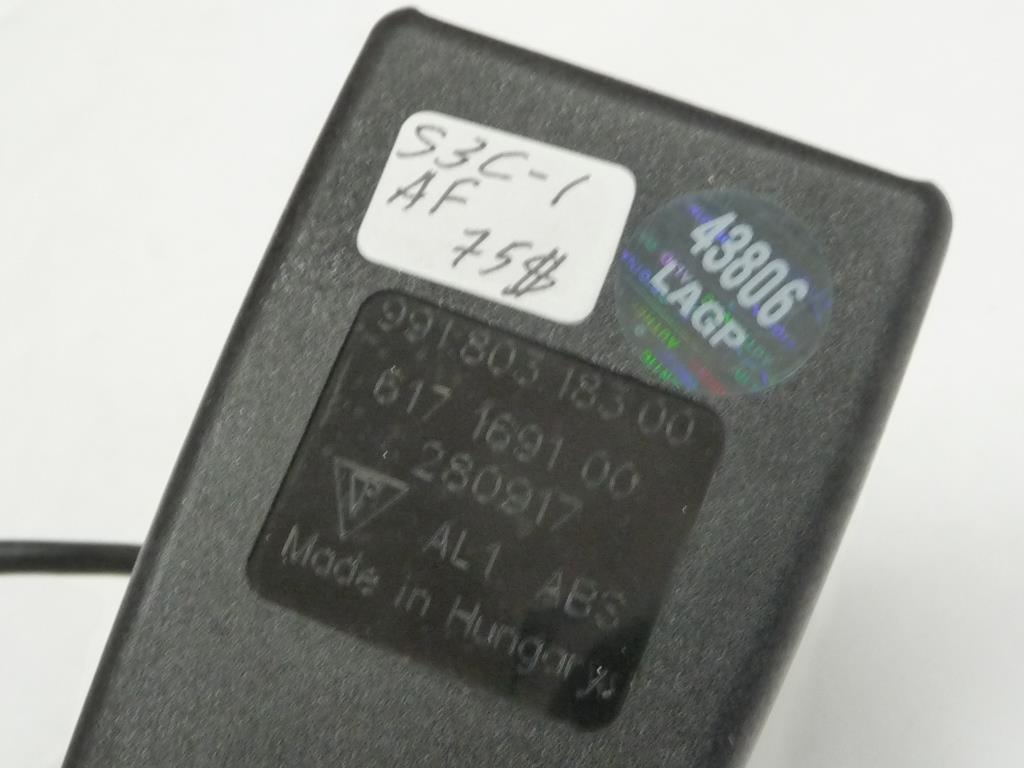 S3C-1
AF
75$
43806
LAGP
991 803 183 00
617 1691 00
280917
AL1 ABS
Made in Hungary